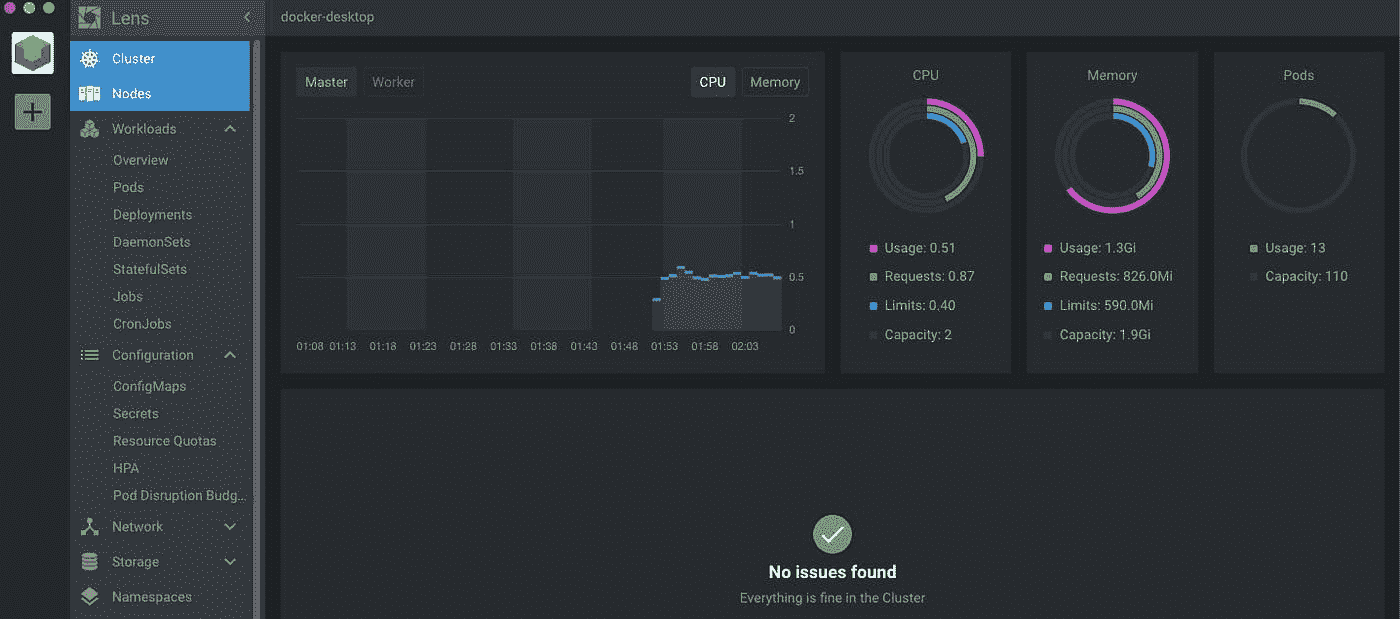 Lens
docker-desktop
Cluster
Nodes
Workloads
Overview
Pods
Deployments
DaemonSets
StatefulSets
Jobs
CronJobs
Configuration
ConfigMaps
Secrets
Resource Quotas
HPA
Pod Disruption Budg...
Network
Storage
Namespaces
Master Worker CPU Memory
2
1.5
1
0.5
0
01:08 01:13 01:18 01:23 01:28 01:33 01:38 01:43 01:48 01:53 01:58 02:03
CPU
Usage: 0.51
Requests: 0.87
Limits: 0.40
Capacity: 2
Memory
Usage: 1.3Gi
Requests: 826.0Mi
Limits: 590.0Mi
Capacity: 1.9Gi
Pods
Usage: 13
Capacity: 110
No issues found
Everything is fine in the Cluster